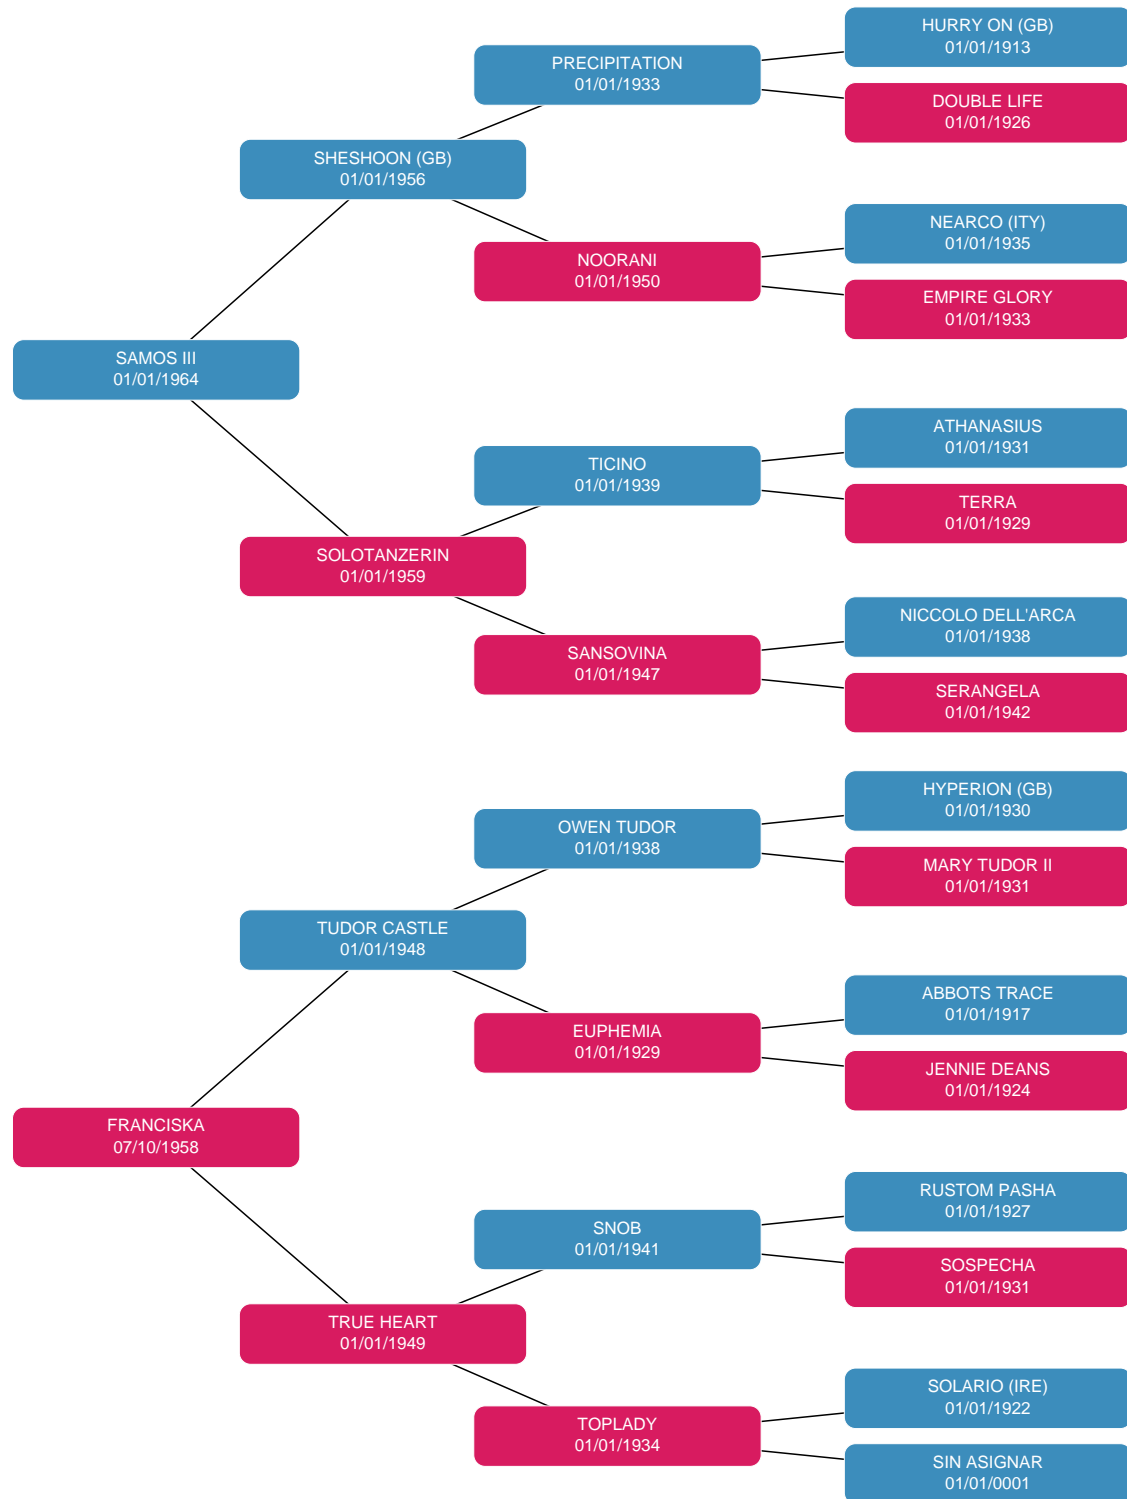 HURRY ON (GB)
01/01/1913
PRECIPITATION
01/01/1933
DOUBLE LIFE
01/01/1926
SHESHOON (GB)
01/01/1956
NEARCO (ITY)
01/01/1935
NOORANI
01/01/1950
EMPIRE GLORY
01/01/1933
SAMOS III
01/01/1964
ATHANASIUS
01/01/1931
TICINO
01/01/1939
TERRA
01/01/1929
SOLOTANZERIN
01/01/1959
NICCOLO DELL'ARCA
01/01/1938
SANSOVINA
01/01/1947
SERANGELA
01/01/1942
HYPERION (GB)
01/01/1930
OWEN TUDOR
01/01/1938
MARY TUDOR II
01/01/1931
TUDOR CASTLE
01/01/1948
ABBOTS TRACE
01/01/1917
EUPHEMIA
01/01/1929
JENNIE DEANS
01/01/1924
FRANCISKA
07/10/1958
RUSTOM PASHA
01/01/1927
SNOB
01/01/1941
SOSPECHA
01/01/1931
TRUE HEART
01/01/1949
SOLARIO (IRE)
01/01/1922
TOPLADY
01/01/1934
SIN ASIGNAR
01/01/0001